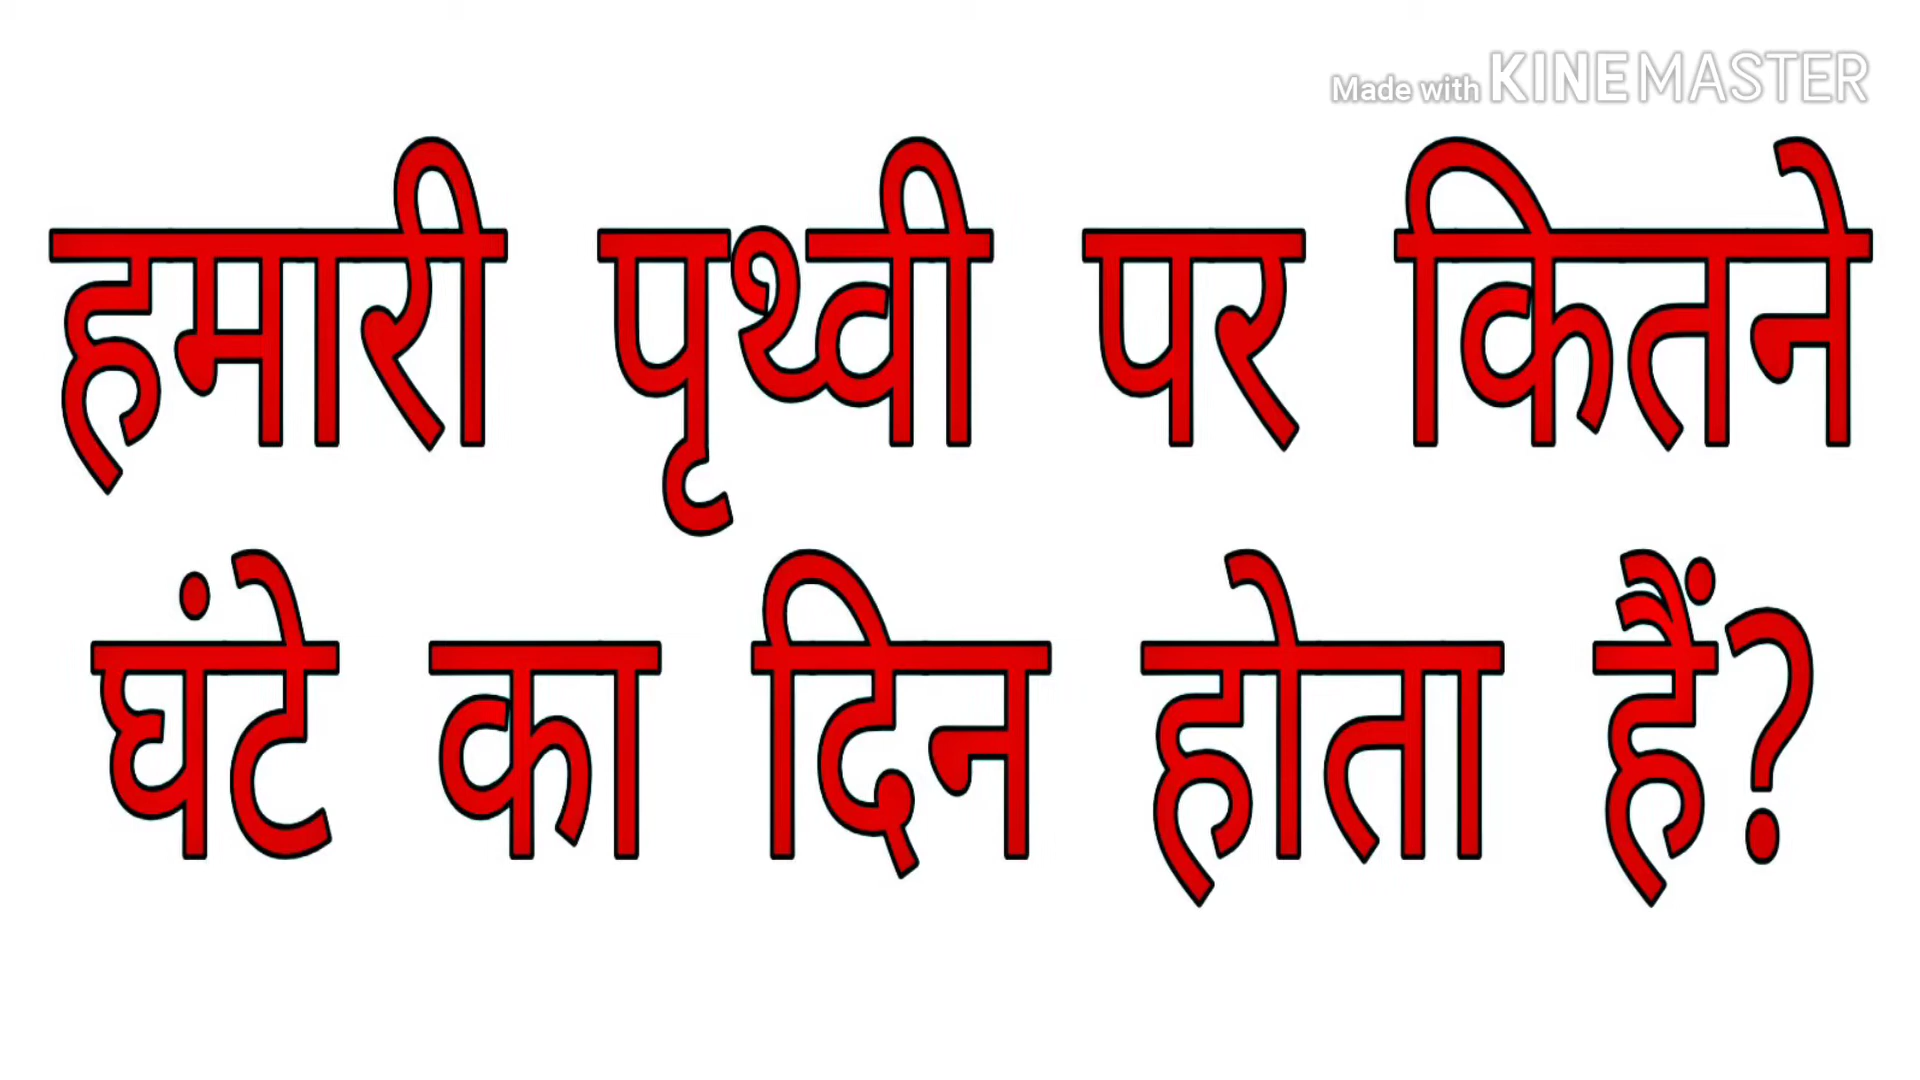 Made with KINEMASTER
हमारी पृथ्वी पर कितने
घंटे का दिन होता हैं?